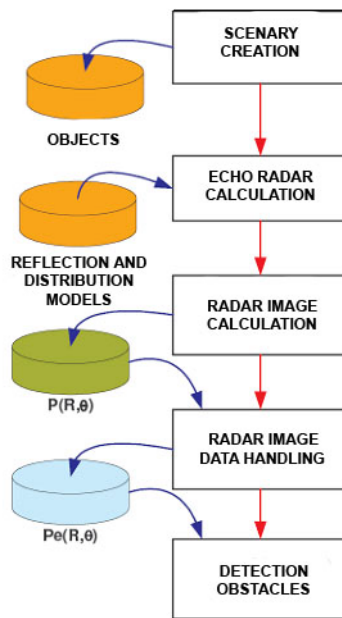 SCENARY
CREATION
OBJECTS
ECHO RADAR
CALCULATION
REFLECTION AND
DISTRIBUTION
MODELS
RADAR IMAGE
CALCULATION
P(R,θ)
RADAR IMAGE
DATA HANDLING
Pe(R,θ)
DETECTION
OBSTACLES